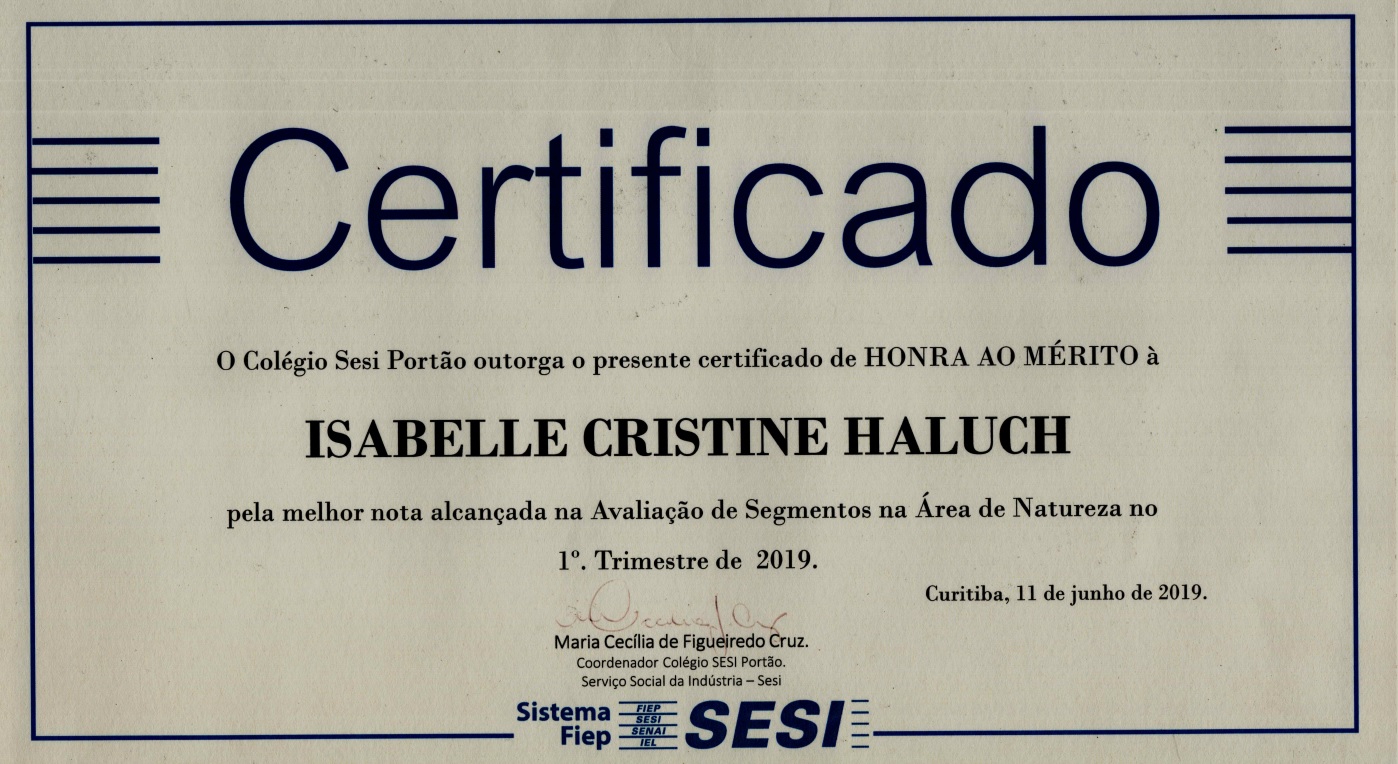 Certificado
O Colégio Sesi Portão outorga o presente certificado de HONRA AO MÉRITO à
ISABELLE CRISTINE HALUCH
pela melhor nota alcançada na Avaliação de Segmentos na Área de Natureza no
1º. Trimestre de 2019.
Curitiba, 11 de junho de 2019.
Maria Cecília de Figueiredo Cruz.
Coordenador Colégio SESI Portão.
Serviço Social da Indústria – Sesi
Sistema
Fiep
FIEP
SESI
SENAI
IEL
SESI